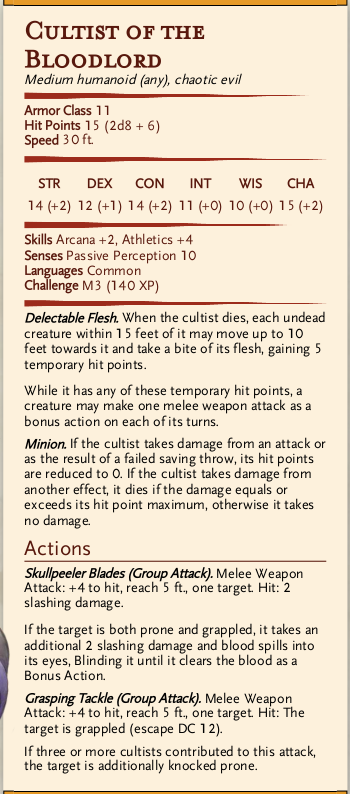 Cultist of the
Bloodlord
Medium humanoid (any), chaotic evil
Armor Class 11
Hit Points 15 (2d8 + 6)
Speed 30 ft.
STR DEX CON INT WIS CHA
14 (+2) 12 (+1) 14 (+2) 11 (+0) 10 (+0) 15 (+2)
Skills Arcana +2, Athletics +4
Senses Passive Perception 10
Languages Common
Challenge M3 (140 XP)
Delectable Flesh. When the cultist dies, each undead
creature within 15 feet of it may move up to 10
feet towards it and take a bite of its flesh, gaining 5
temporary hit points.
While it has any of these temporary hit points, a
creature may make one melee weapon attack as a
bonus action on each of its turns.
Minion. If the cultist takes damage from an attack or
as the result of a failed saving throw, its hit points
are reduced to 0. If the cultist takes damage from
another effect, it dies if the damage equals or
exceeds its hit point maximum, otherwise it takes
no damage.
Actions
Skullpeeler Blades (Group Attack). Melee Weapon
Attack: +4 to hit, reach 5 ft., one target. Hit: 2
slashing damage.
If the target is both prone and grappled, it takes an
additional 2 slashing damage and blood spills into
its eyes, Blinding it until it clears the blood as a
Bonus Action.
Grasping Tackle (Group Attack). Melee Weapon
Attack: +4 to hit, reach 5 ft., one target. Hit: The
target is grappled (escape DC 12).
If three or more cultists contributed to this attack,
the target is additionally knocked prone.